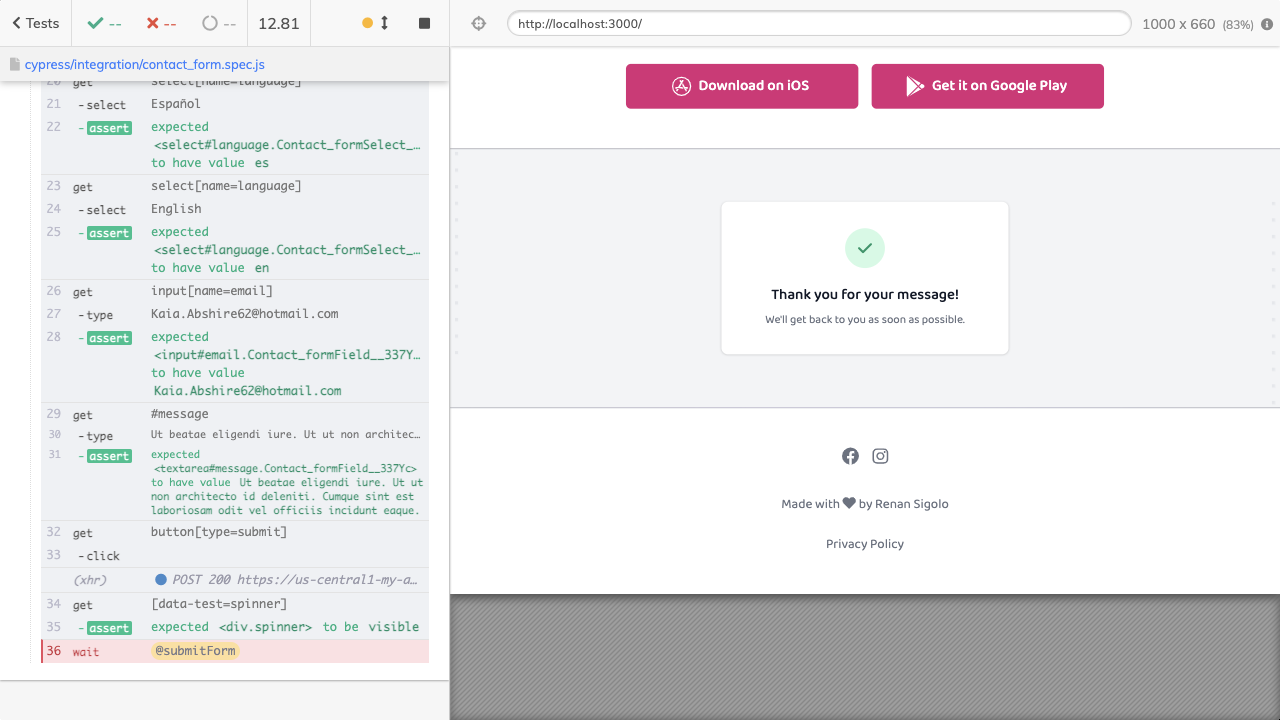 Tests
--
--
--
12.81
http://localhost:3000/
1000 x 660 (83%)
cypress/integration/contact_form.spec.js
20 get select[name=language]
21 -select Español
22 -assert expected
<select#language.Contact_formSelect_…
to have value es
23 get select[name=language]
24 -select English
25 -assert expected
<select#language.Contact_formSelect_…
to have value en
26 get input[name=email]
27 -type Kaia.Abshire62@hotmail.com
28 -assert expected
<input#email.Contact_formField__337Y…
to have value
Kaia.Abshire62@hotmail.com
29 get #message
30 -type Ut beatae eligendi iure. Ut ut non architec…
31 -assert expected
<textarea#message.Contact_formField__337Yc>
to have value Ut beatae eligendi iure. Ut ut
non architecto id deleniti. Cumque sint est
laboriosam odit vel officiis incidunt eaque.
32 get button[type=submit]
33 -click
(xhr) POST 200 https://us-central1-my-a…
34 get [data-test=spinner]
35 -assert expected <div.spinner> to be visible
36 wait @submitForm
Download on iOS
Get it on Google Play
Thank you for your message!
We'll get back to you as soon as possible.
Made with by Renan Sigolo
Privacy Policy